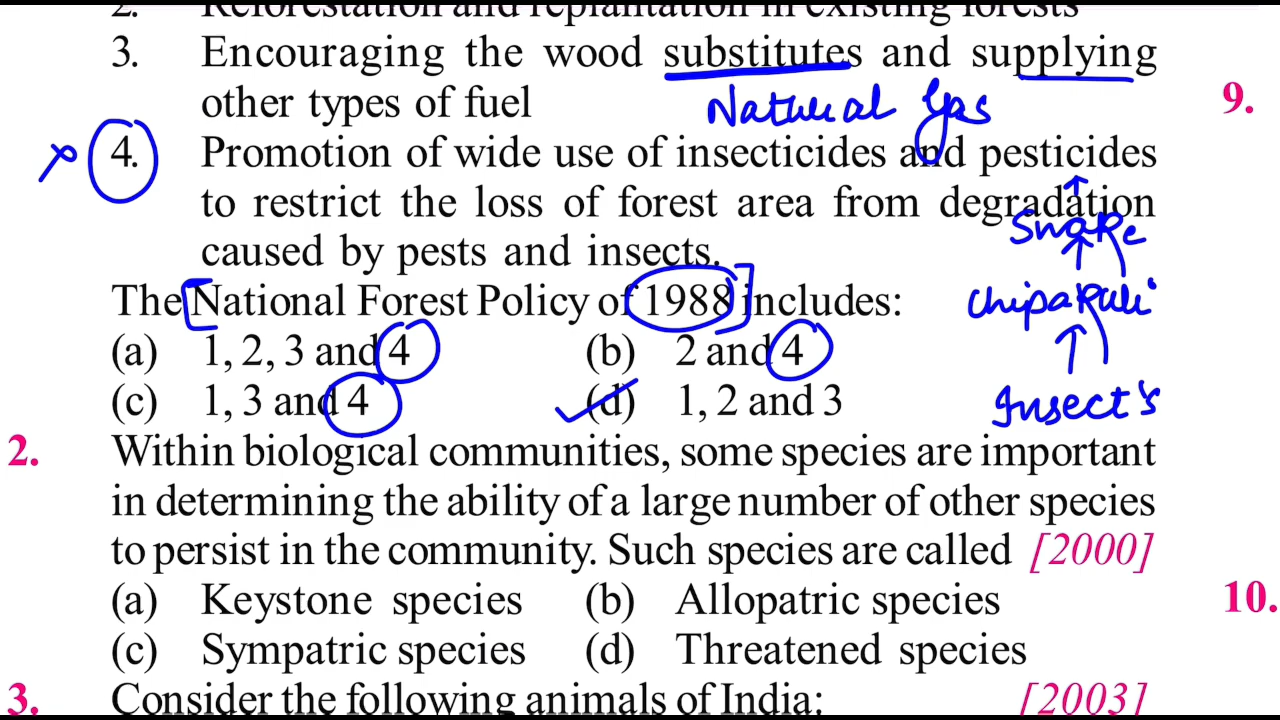 2. Reforestation and replantation in existing forests
3. Encouraging the wood substitutes and supplying
other types of fuel
Natural Gas
9.
4. Promotion of wide use of insecticides and pesticides
to restrict the loss of forest area from degradation
caused by pests and insects.
Snake
The National Forest Policy of 1988 includes:
Chipakali
(a) 1, 2, 3 and 4 (b) 2 and 4
(c) 1, 3 and 4 (d) 1, 2 and 3
Insect's
2. Within biological communities, some species are important
in determining the ability of a large number of other species
to persist in the community. Such species are called [2000]
(a) Keystone species (b) Allopatric species
10.
(c) Sympatric species (d) Threatened species
3. Consider the following animals of India: [2003]